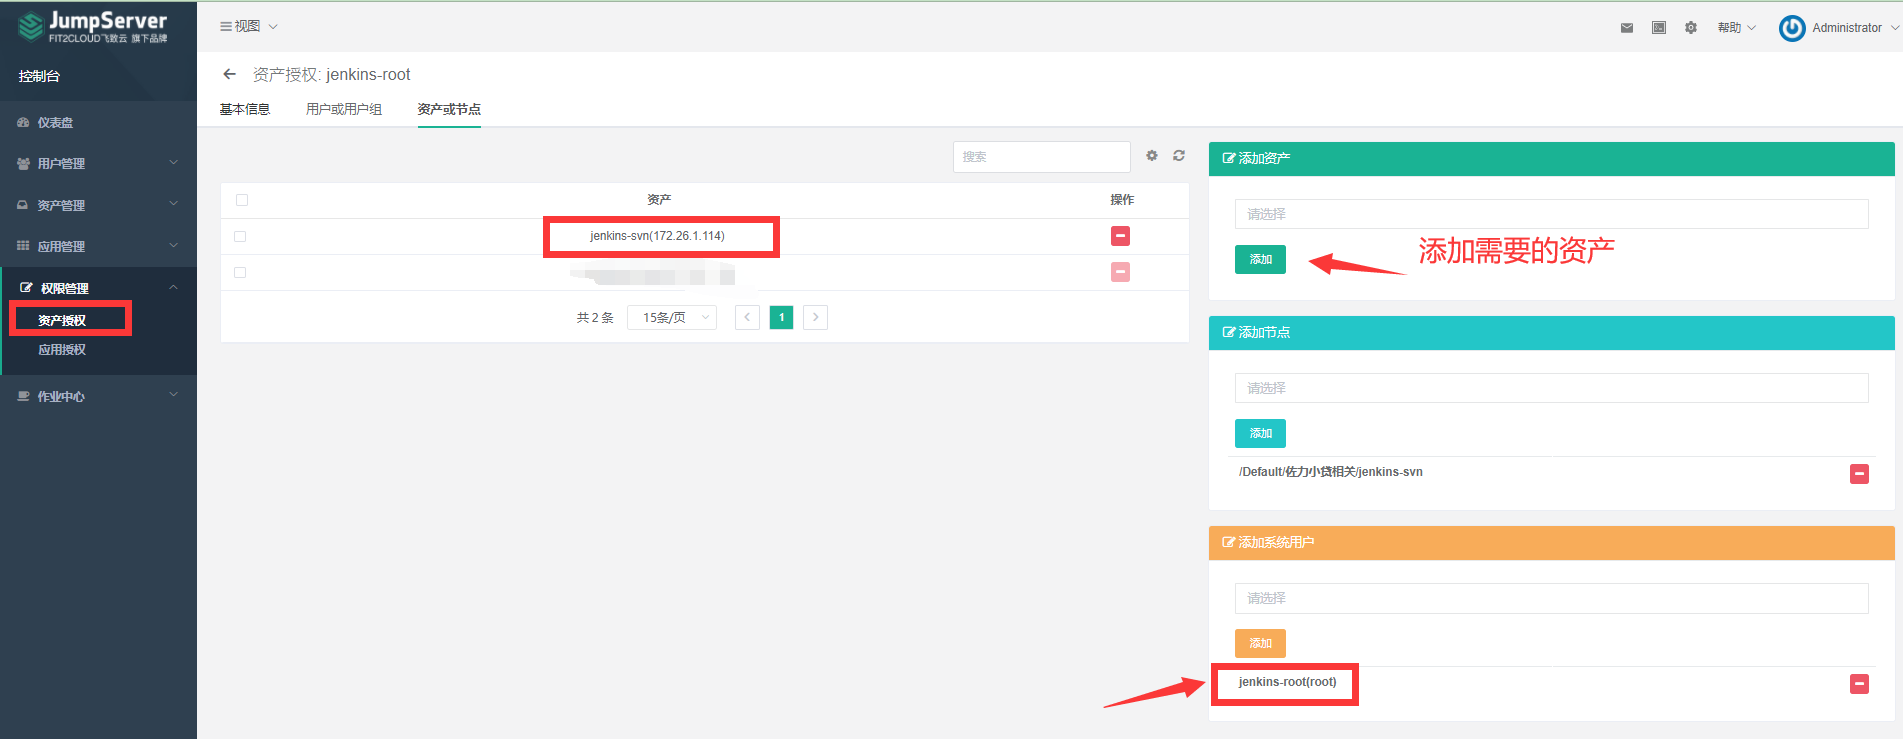 JumpServer
FIT2CLOUD飞致云 旗下品牌
控制台
仪表盘
用户管理
资产管理
应用管理
权限管理
资产授权
应用授权
作业中心
视图
帮助
Administrator
资产授权: jenkins-root
基本信息
用户或用户组
资产或节点
搜索
资产
操作
jenkins-svn(172.26.1.114)
共 2 条
15条/页
1
添加资产
请选择
添加
添加需要的资产
添加节点
请选择
添加
/Default/佐力小贷相关/jenkins-svn
添加系统用户
请选择
添加
jenkins-root(root)